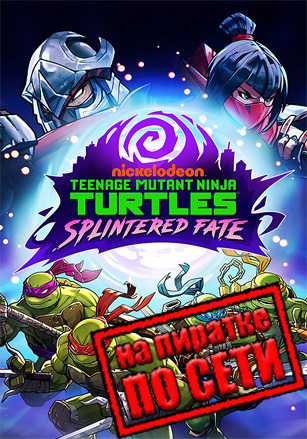 nickelodeon
TEENAGE MUTANT NINJA
TURTLES
SPLINTERED FATE
на пиратке
ПО СЕТИ